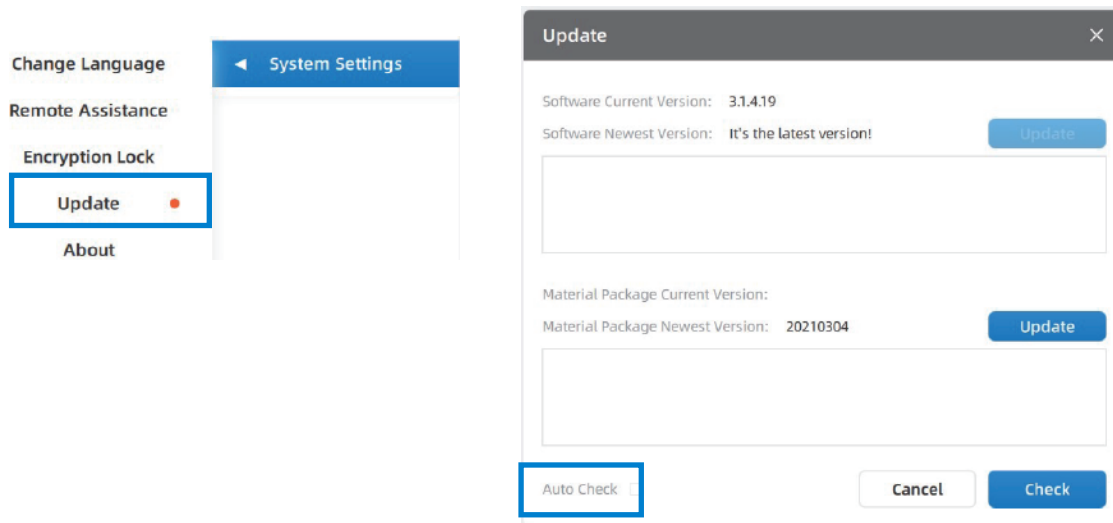 Change Language
◄ System Settings
Remote Assistance
Encryption Lock
Update
About
Update
Software Current Version: 3.1.4.19
Software Newest Version: It's the latest version! Update
Material Package Current Version:
Material Package Newest Version: 20210304 Update
Auto Check Cancel Check